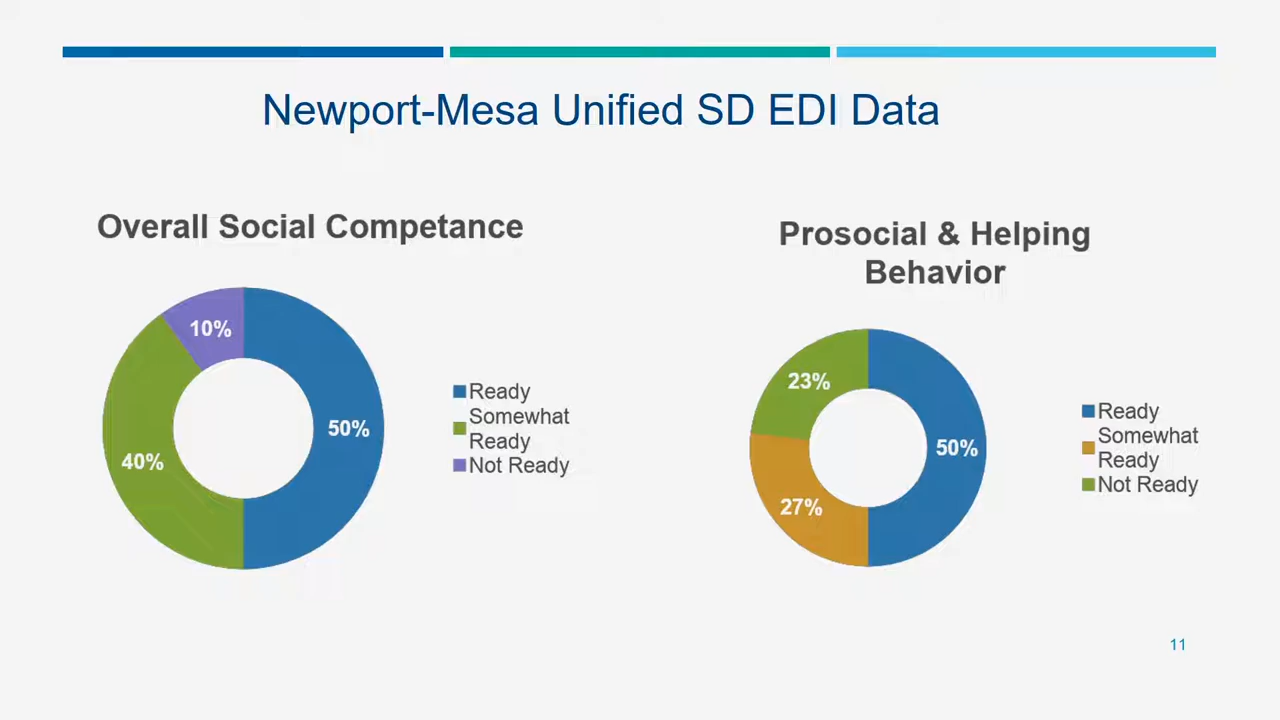 Newport-Mesa Unified SD EDI Data
Overall Social Competance
10%
50%
40%
Ready
Somewhat
Ready
Not Ready
Prosocial & Helping
Behavior
23%
50%
27%
Ready
Somewhat
Ready
Not Ready
11